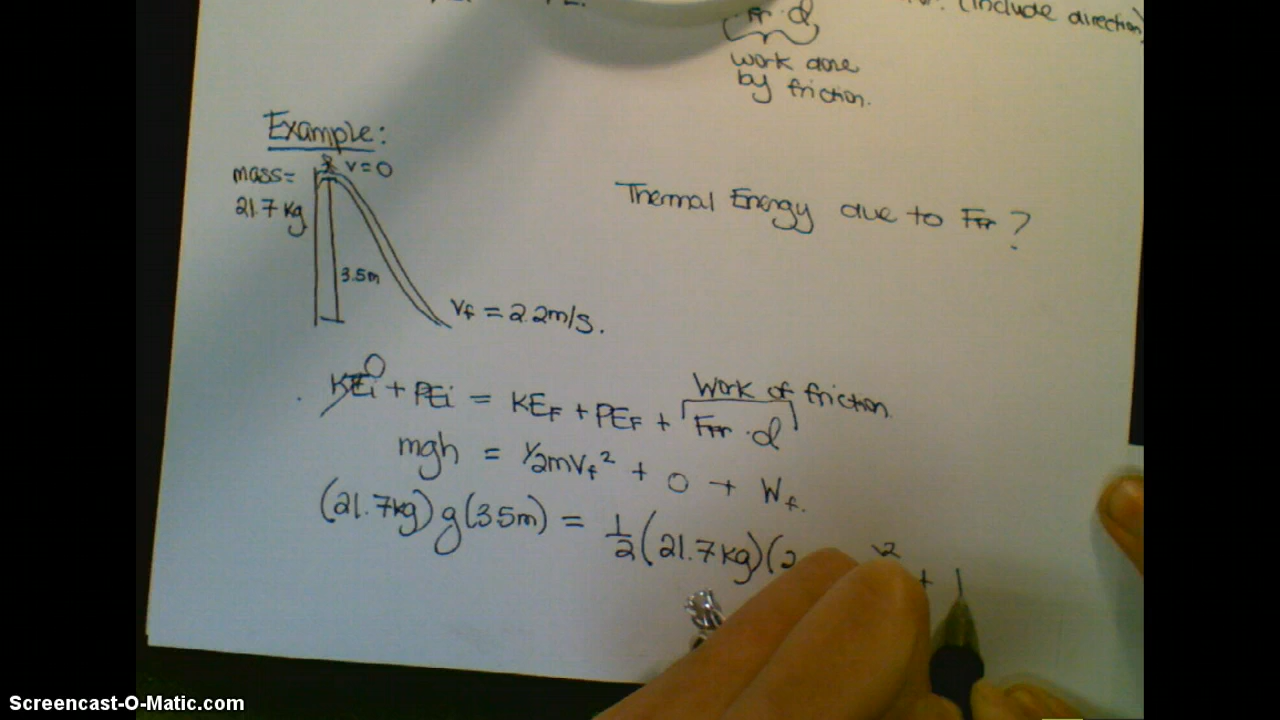 (include direction)
Ffr · d
work done
by friction.
Example:
v=0
mass=
21.7 kg
3.5m
Vf = 2.2m/s.
Thermal Energy due to Ffr ?
Work of friction
KEi 0 + PEi = KEF + PEF + Ffr · d
mgh = 1/2mVf² + 0 + Wf.
(21.7kg) g (3.5m) = 1/2 (21.7kg)(2 2 +
Screencast-O-Matic.com